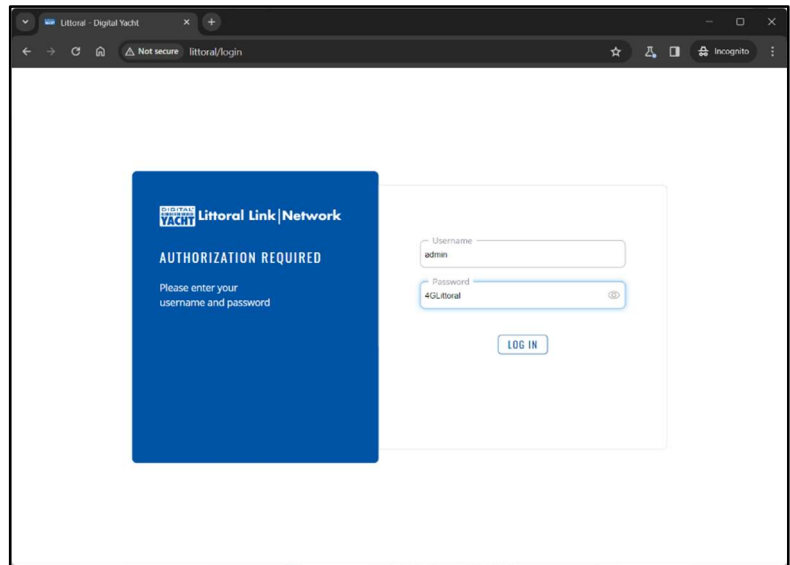 Littoral - Digital Yacht
Not secure littoral/login
Incognito
DIGITAL YACHT Littoral Link|Network
AUTHORIZATION REQUIRED
Please enter your
username and password
Username
admin
Password
4GLittoral
LOG IN